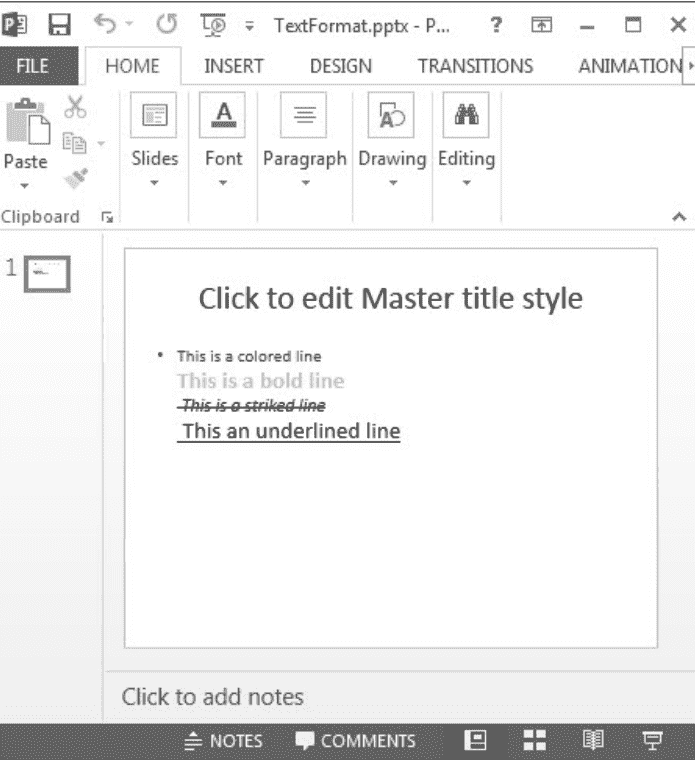 TextFormat.pptx - P...
FILE HOME INSERT DESIGN TRANSITIONS ANIMATION
Paste Slides Font Paragraph Drawing Editing
Clipboard
1
Click to edit Master title style
• This is a colored line
This is a bold line
This is a striked line
This an underlined line
Click to add notes
NOTES COMMENTS